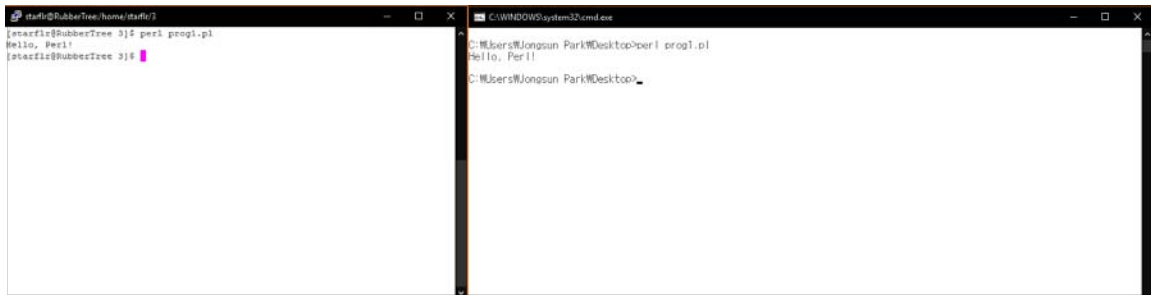 starflr@RubberTree:/home/starflr/3
[starflr@RubberTree 3]$ perl prog1.pl
Hello, Perl!
[starflr@RubberTree 3]$
C:\WINDOWS\system32\cmd.exe
C:₩Users₩Jongsun Park₩Desktop>perl prog1.pl
Hello, Perl!
C:₩Users₩Jongsun Park₩Desktop>